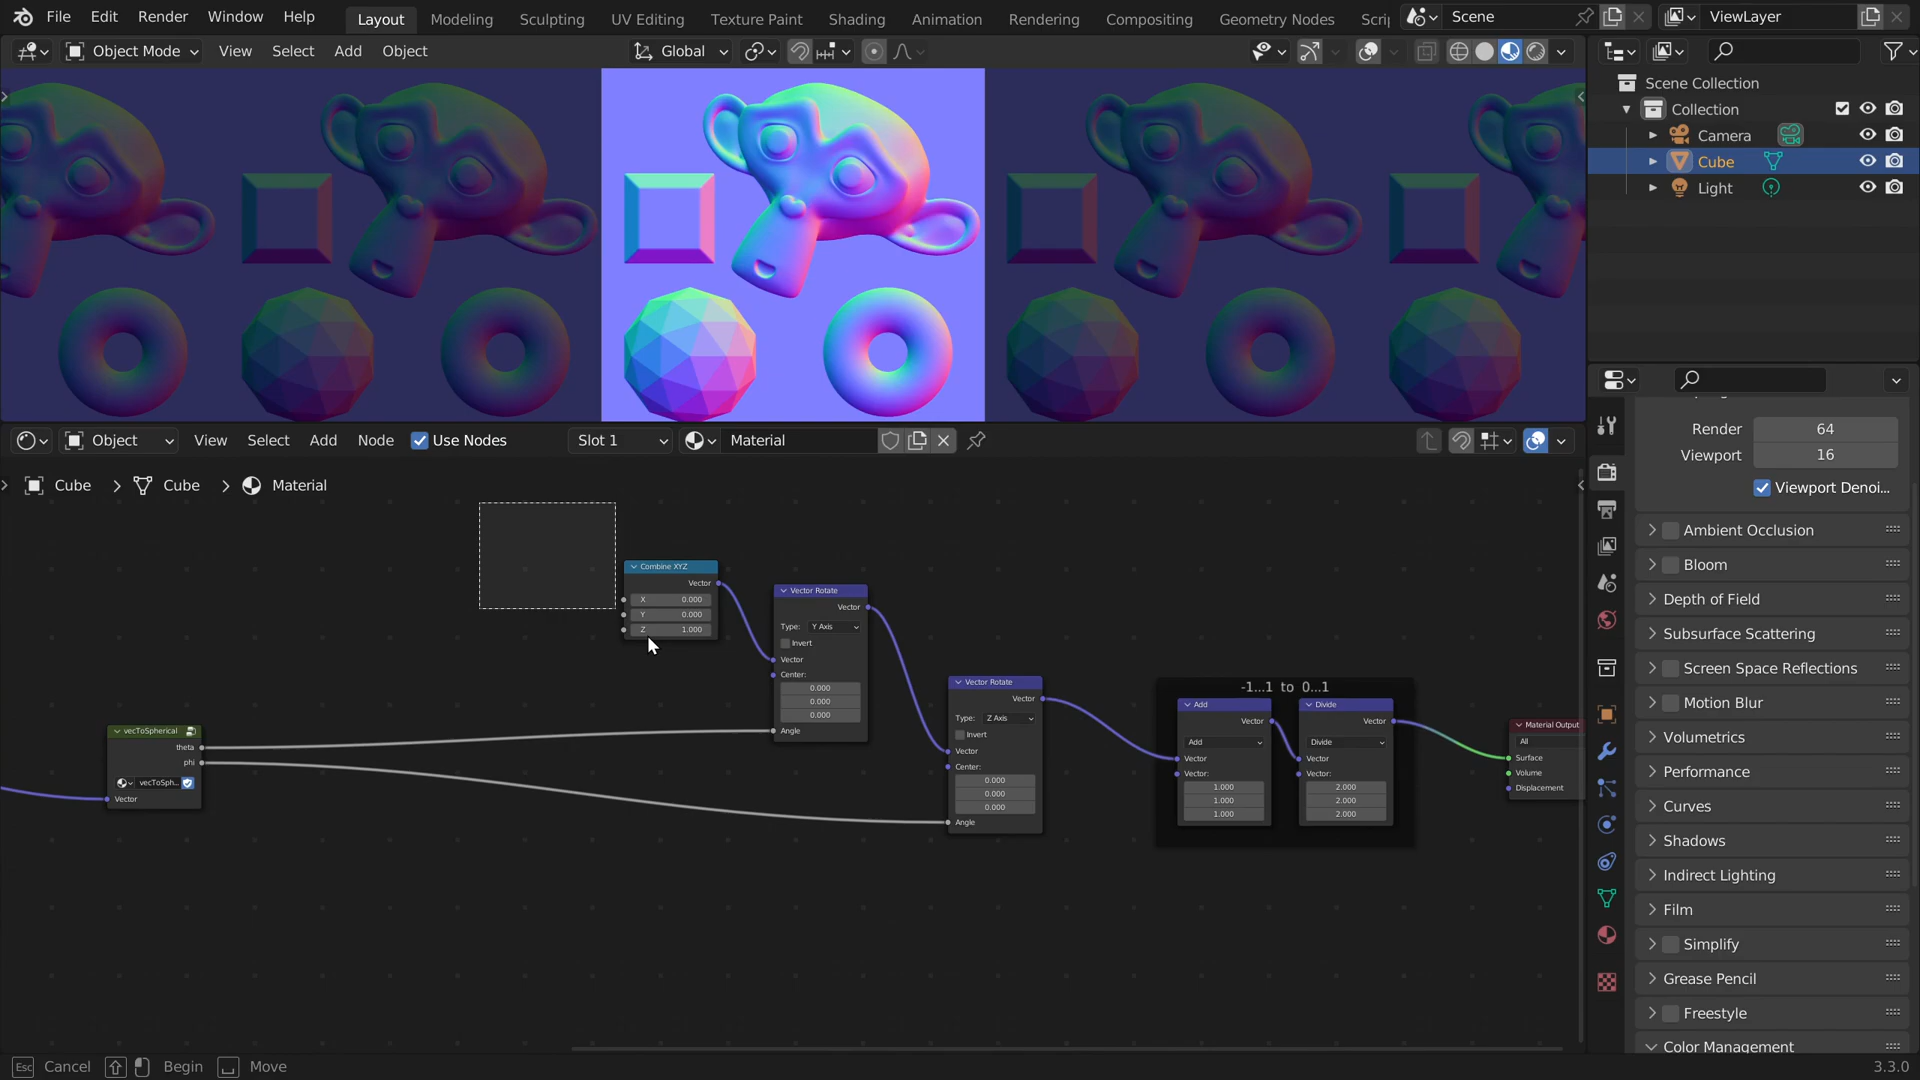 File Edit Render Window Help Layout Modeling Sculpting UV Editing Texture Paint Shading Animation Rendering Compositing Geometry Nodes Scri Scene ViewLayer
Object Mode View Select Add Object Global
Scene Collection
Collection
Camera
Cube
Light
Render 64
Viewport 16
Viewport Denoi...
Ambient Occlusion
Bloom
Depth of Field
Subsurface Scattering
Screen Space Reflections
Motion Blur
Volumetrics
Performance
Curves
Shadows
Indirect Lighting
Film
Simplify
Grease Pencil
Freestyle
Color Management
Object View Select Add Node Use Nodes Slot 1 Material
Cube > Cube > Material
vecToSpherical
theta
phi
vecToSph...
Vector
Combine XYZ
Vector
X 0.000
Y 0.000
Z 1.000
Vector Rotate
Vector
Type: Y Axis
Invert
Vector
Center:
0.000
0.000
0.000
Angle
Vector Rotate
Vector
Type: Z Axis
Invert
Vector
Center:
0.000
0.000
0.000
Angle
-1...1 to 0...1
Add
Vector
Add
Vector
Vector:
1.000
1.000
1.000
Divide
Vector
Divide
Vector
Vector:
2.000
2.000
2.000
Material Output
All
Surface
Volume
Displacement
Esc Cancel Begin Move 3.3.0